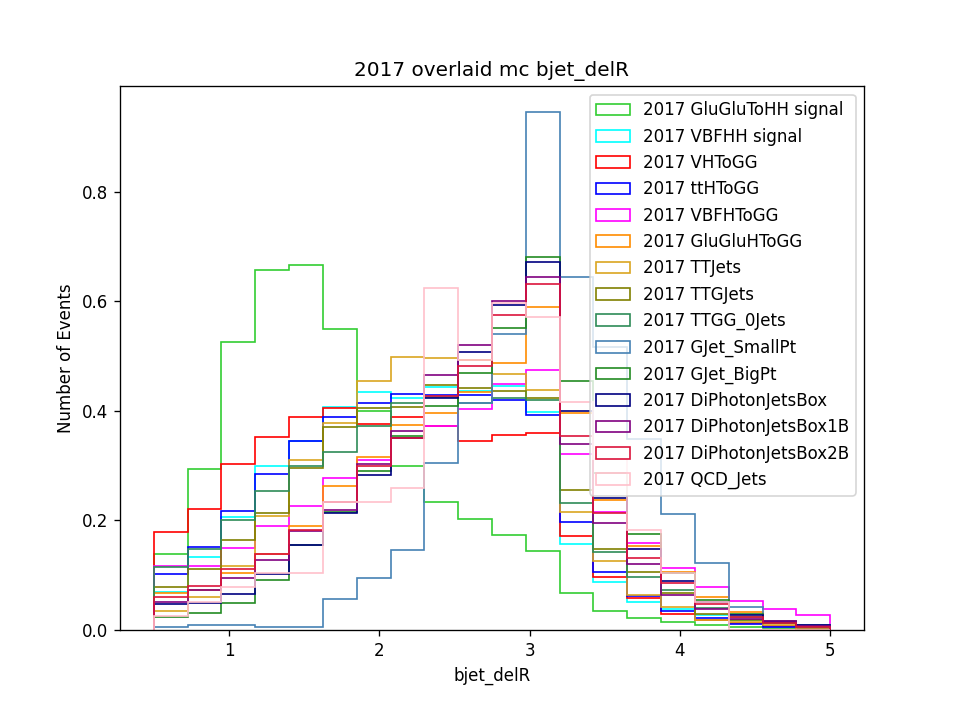 2017 overlaid mc bjet_delR
Number of Events
0.8
0.6
0.4
0.2
0.0
1
2
3
4
5
bjet_delR
2017 GluGluToHH signal
2017 VBFHH signal
2017 VHToGG
2017 ttHToGG
2017 VBFHToGG
2017 GluGluHToGG
2017 TTJets
2017 TTGJets
2017 TTGG_0Jets
2017 GJet_SmallPt
2017 GJet_BigPt
2017 DiPhotonJetsBox
2017 DiPhotonJetsBox1B
2017 DiPhotonJetsBox2B
2017 QCD_Jets